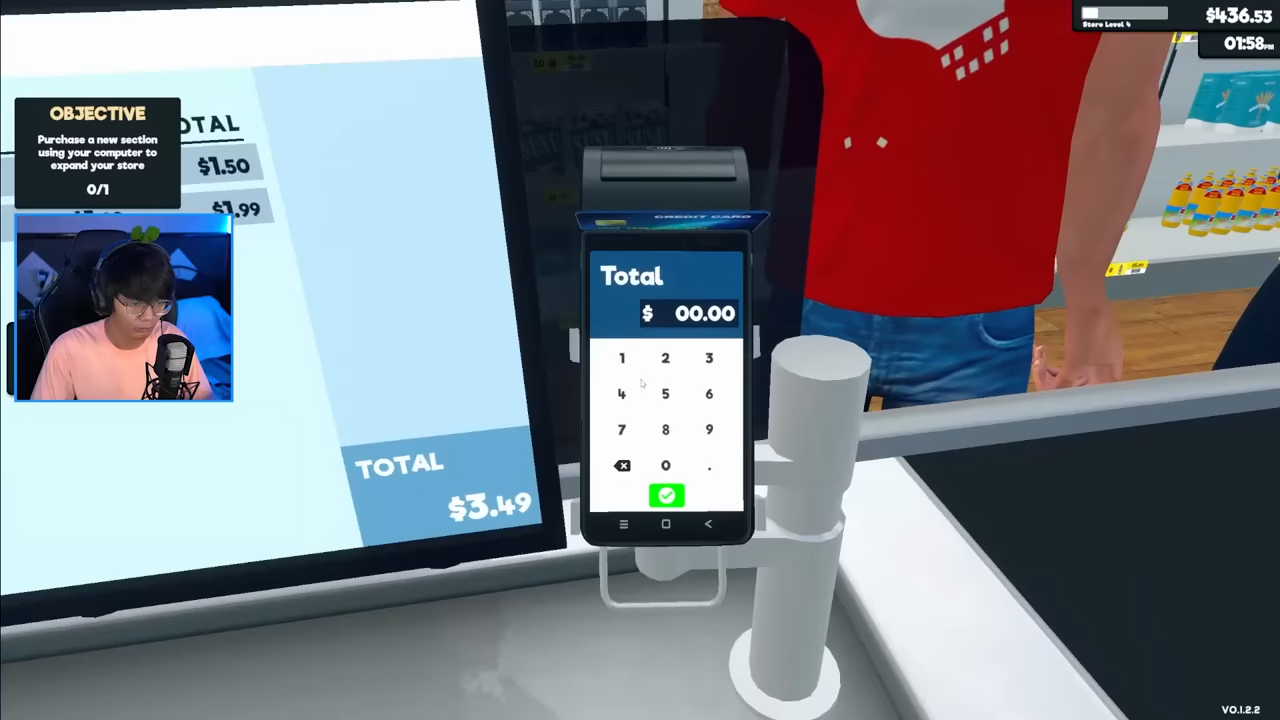 $436.53
Store Level 4
01:58PM
OBJECTIVE
Purchase a new section
using your computer to
expand your store
0/1
OTAL
$1.50
$1.99
CREDIT CARD
Total
$ 00.00
1 2 3
4 5 6
7 8 9
0 .
TOTAL
$3.49
V0.1.2.2